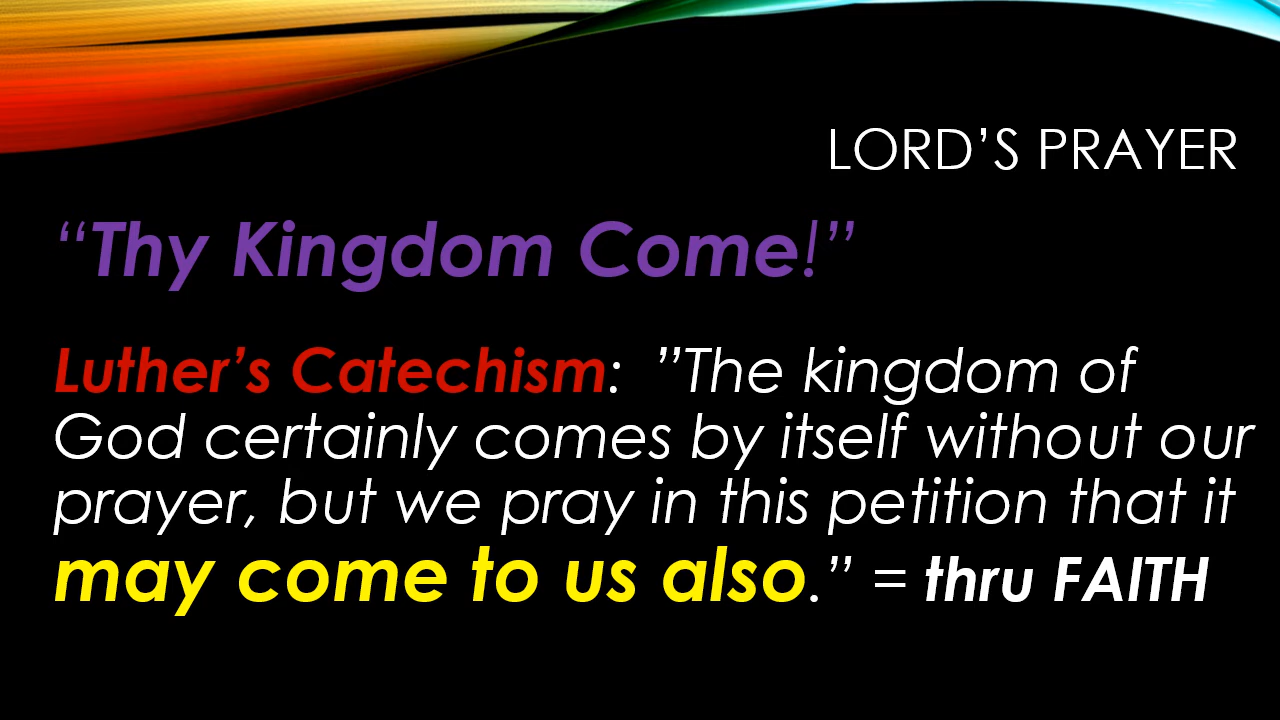 LORD’S PRAYER
“Thy Kingdom Come!”
Luther’s Catechism: ”The kingdom of
God certainly comes by itself without our
prayer, but we pray in this petition that it
may come to us also.” = thru FAITH